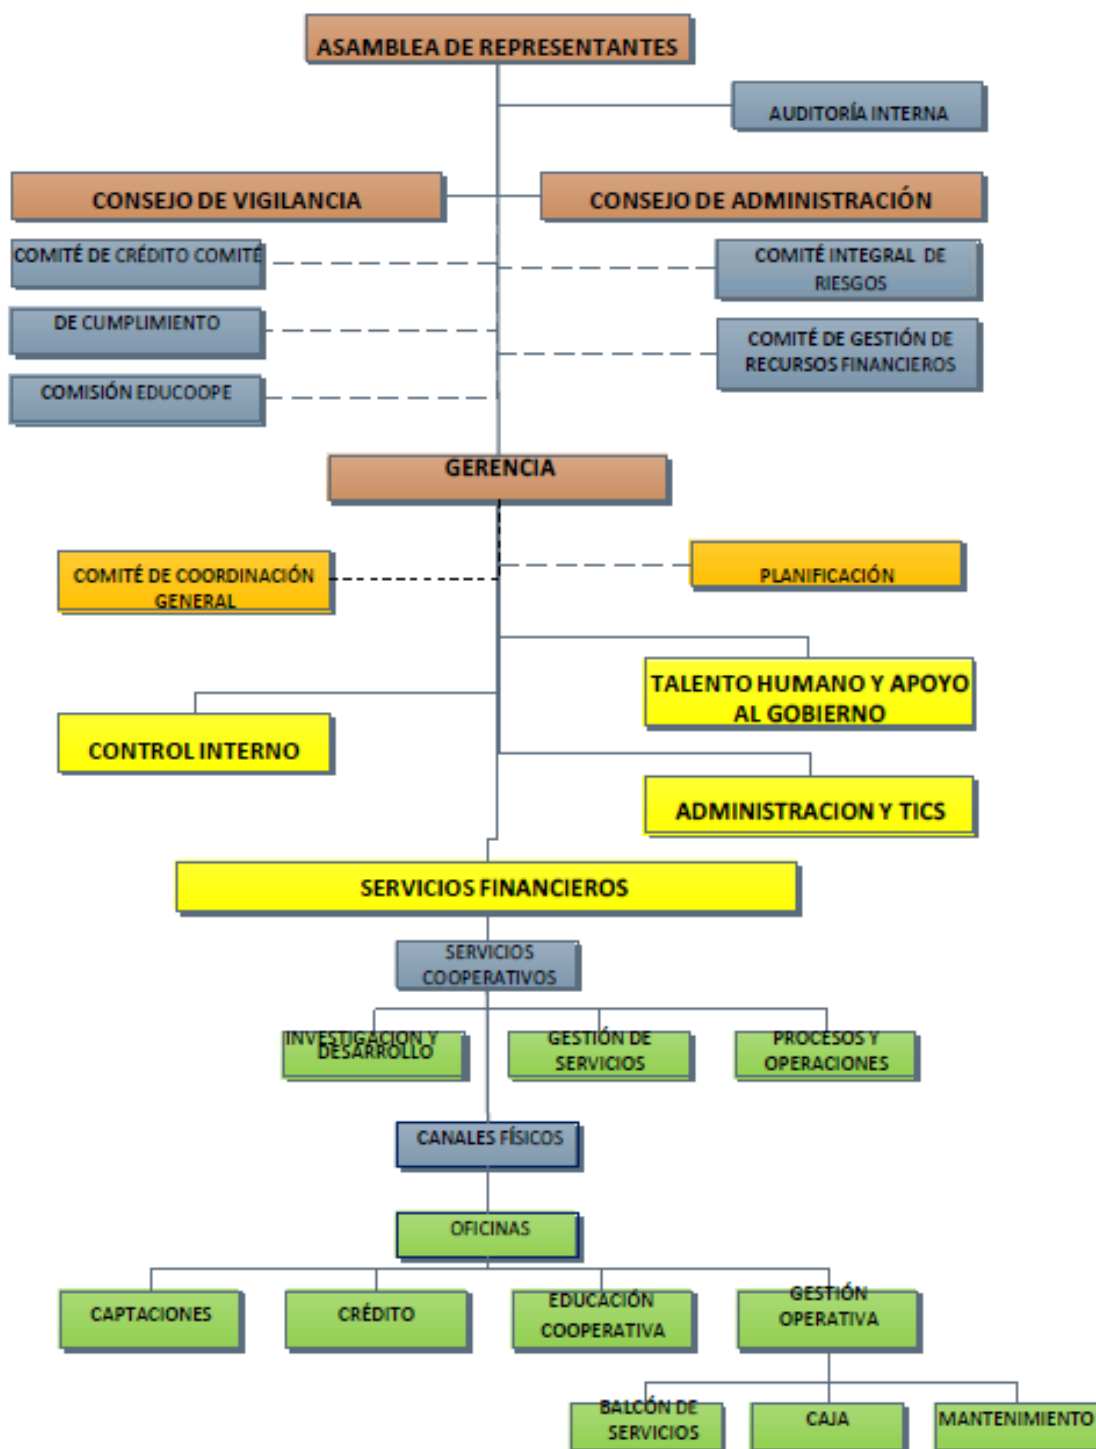 ASAMBLEA DE REPRESENTANTES
AUDITORÍA INTERNA
CONSEJO DE VIGILANCIA
CONSEJO DE ADMINISTRACIÓN
COMITÉ DE CRÉDITO COMITÉ
COMITÉ INTEGRAL DE
RIESGOS
DE CUMPLIMIENTO
COMITÉ DE GESTIÓN DE
RECURSOS FINANCIEROS
COMISIÓN EDUCOOPE
GERENCIA
COMITÉ DE COORDINACIÓN
GENERAL
PLANIFICACIÓN
TALENTO HUMANO Y APOYO
AL GOBIERNO
CONTROL INTERNO
ADMINISTRACION Y TICS
SERVICIOS FINANCIEROS
SERVICIOS
COOPERATIVOS
INVESTIGACION Y
DESARROLLO
GESTIÓN DE
SERVICIOS
PROCESOS Y
OPERACIONES
CANALES FÍSICOS
OFICINAS
CAPTACIONES
CRÉDITO
EDUCACIÓN
COOPERATIVA
GESTIÓN
OPERATIVA
BALCÓN DE
SERVICIOS
CAJA
MANTENIMIENTO